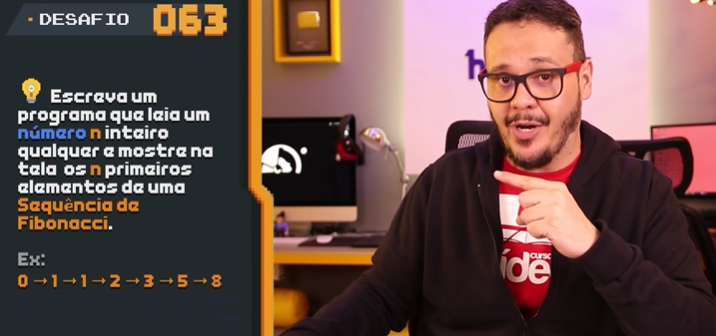 DESAFIO 063
Escreva um
programa que leia um
número n inteiro
qualquer e mostre na
tela os n primeiros
elementos de uma
Sequência de
Fibonacci.
Ex:
0→1→1→2→3→5→8
curso